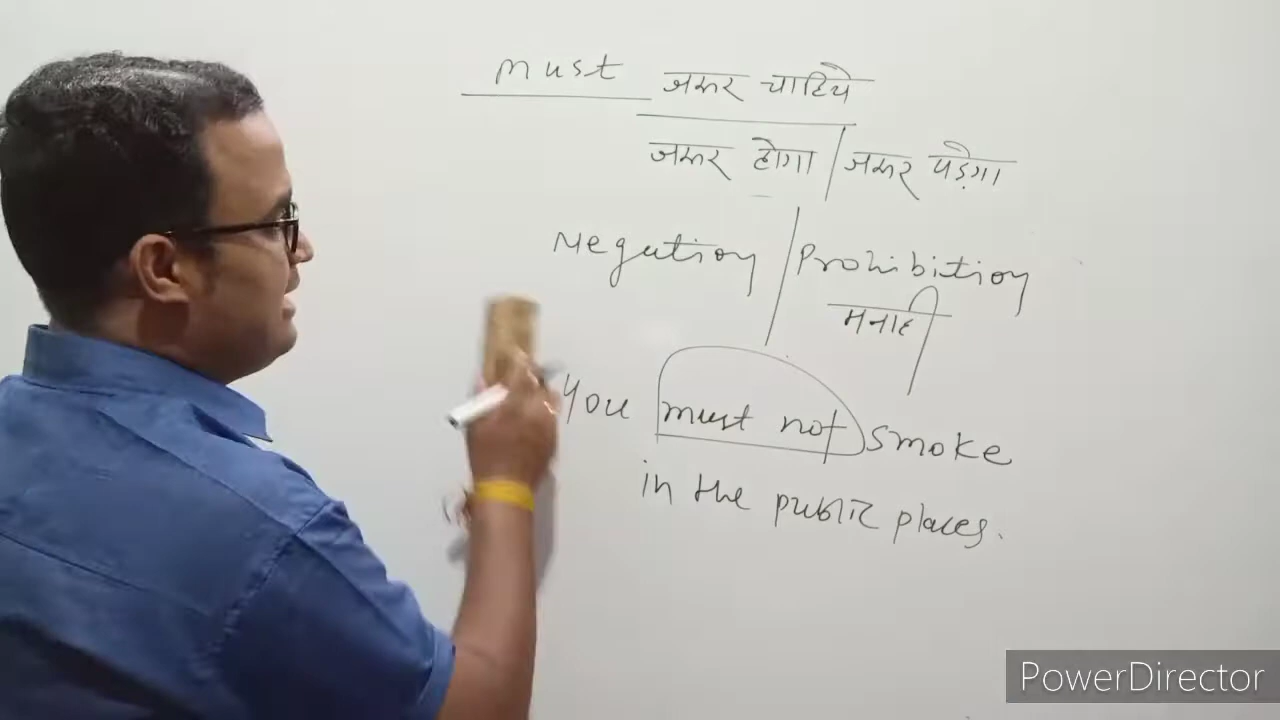 must जरूर चाहिये
जरूर होगा / जरूर पड़ेगा
Negation / Prohibition
मनाही
You must not smoke
in the public places.
PowerDirector